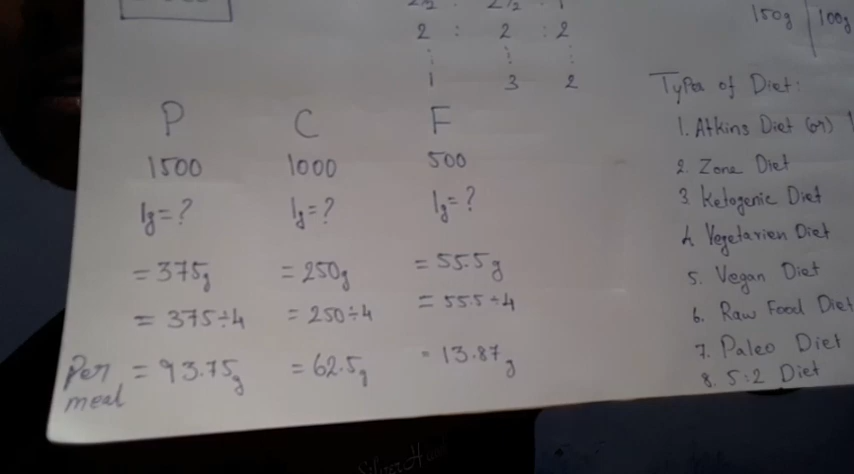 2 : 2 : 2
1 3 2
P C F
1500 1000 500
1g=? 1g=? 1g=?
=375g =250g =55.5g
= 375÷4 = 250÷4 = 55.5÷4
Per meal = 93.75g = 62.5g = 13.87g
150g 100g
Types of Diet:
1. Atkins Diet (or)
2. Zone Diet
3. Ketogenic Diet
4. Vegetarien Diet
5. Vegan Diet
6. Raw Food Diet
7. Paleo Diet
8. 5:2 Diet